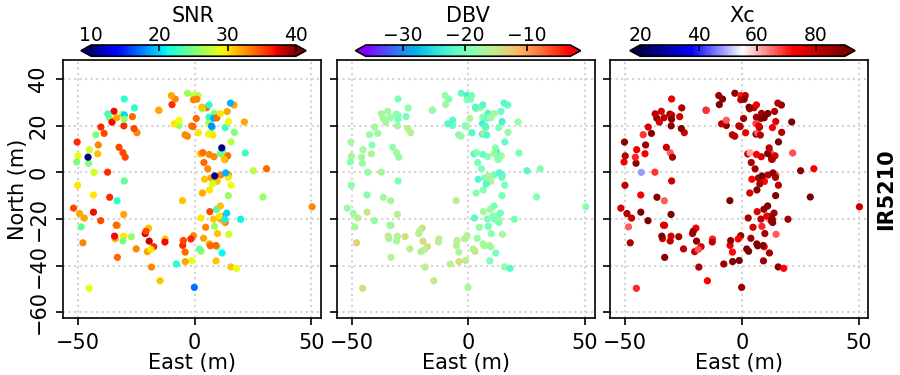 SNR DBV Xc
10 20 30 40 −30 −20 −10 20 40 60 80
40
20
0
−20
−40
−60
North (m)
IR5210
−50 0 50 −50 0 50 −50 0 50
East (m) East (m) East (m)